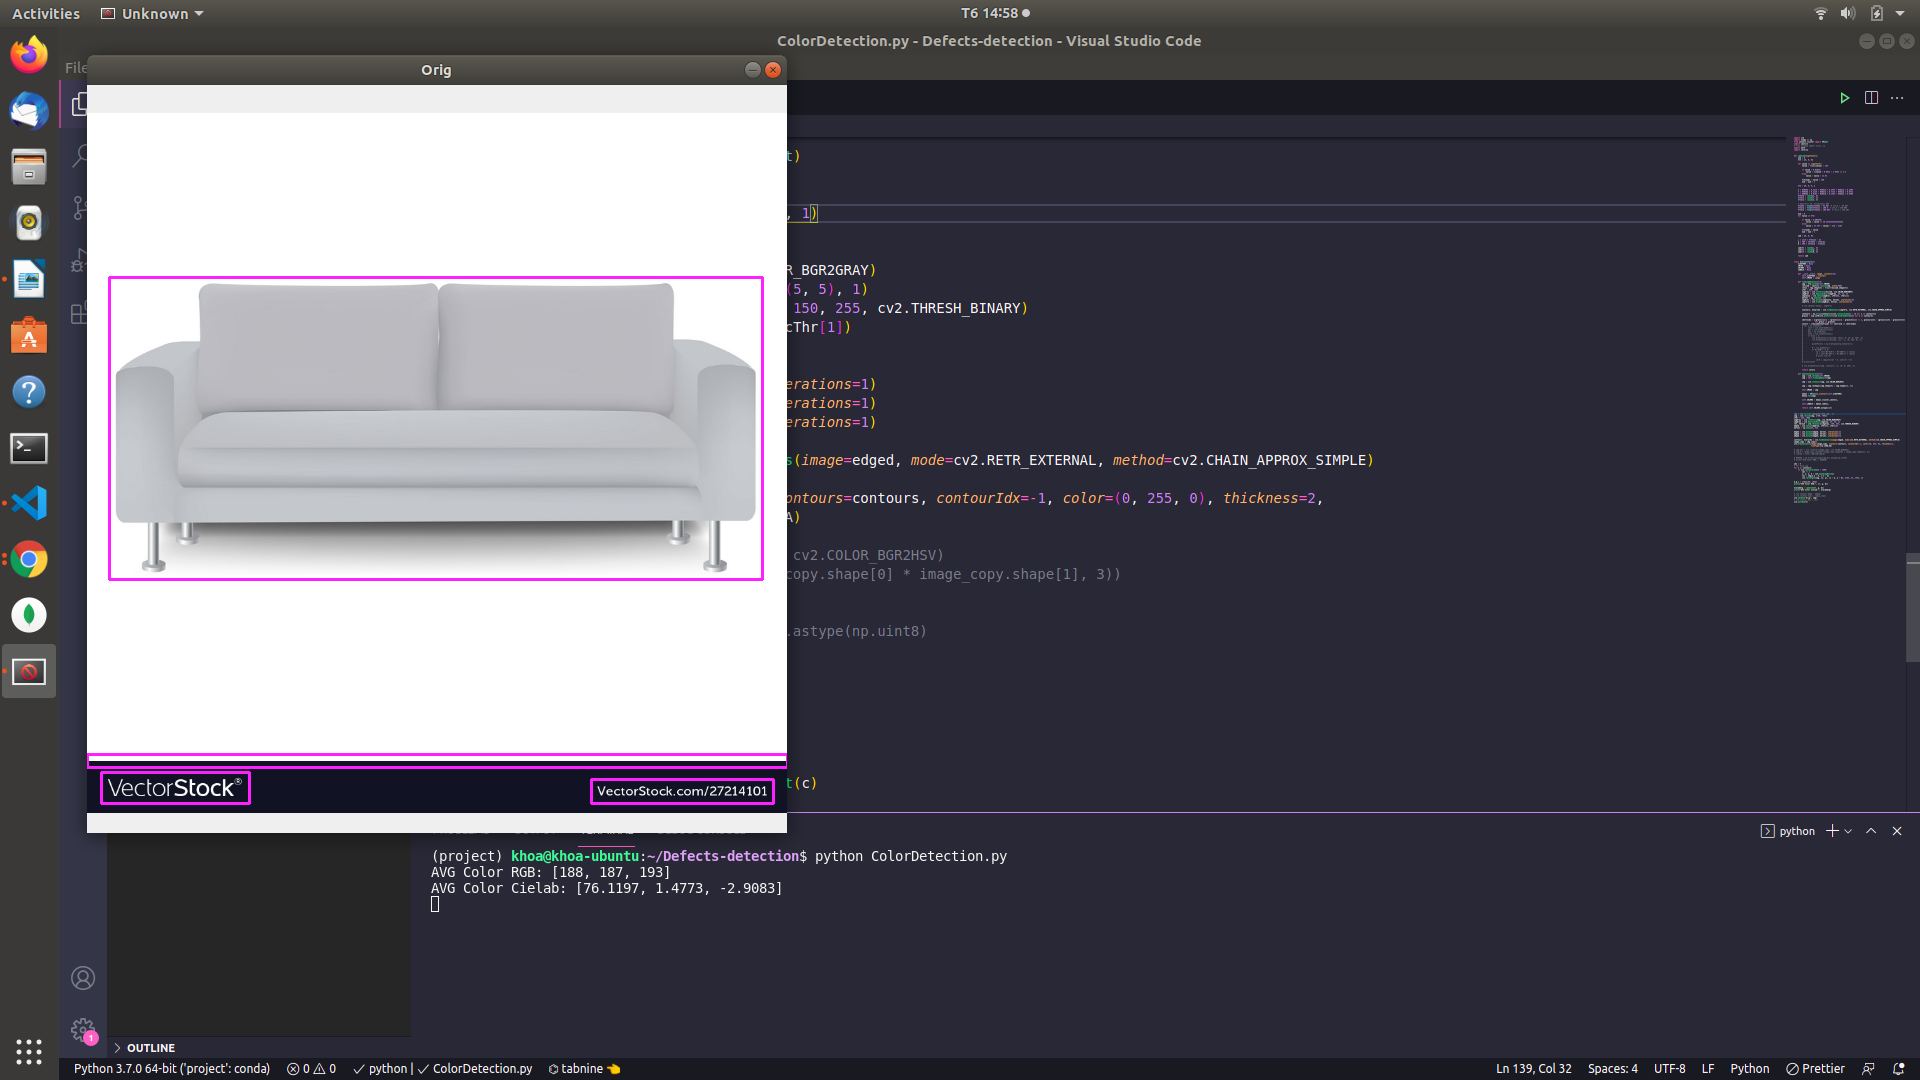 Activities
Unknown
T6 14:58
ColorDetection.py - Defects-detection - Visual Studio Code
File
Orig
t)
, 1)
R_BGR2GRAY)
(5, 5), 1)
150, 255, cv2.THRESH_BINARY)
cThr[1])
erations=1)
erations=1)
erations=1)
s(image=edged, mode=cv2.RETR_EXTERNAL, method=cv2.CHAIN_APPROX_SIMPLE)
ontours=contours, contourIdx=-1, color=(0, 255, 0), thickness=2,
A)
cv2.COLOR_BGR2HSV)
copy.shape[0] * image_copy.shape[1], 3))
.astype(np.uint8)
t(c)
VectorStock®
VectorStock.com/27214101
python
(project) khoa@khoa-ubuntu:~/Defects-detection$ python ColorDetection.py
AVG Color RGB: [188, 187, 193]
AVG Color Cielab: [76.1197, 1.4773, -2.9083]
1
OUTLINE
Python 3.7.0 64-bit ('project': conda) 0 0 python | ColorDetection.py tabnine Ln 139, Col 32 Spaces: 4 UTF-8 LF Python Prettier